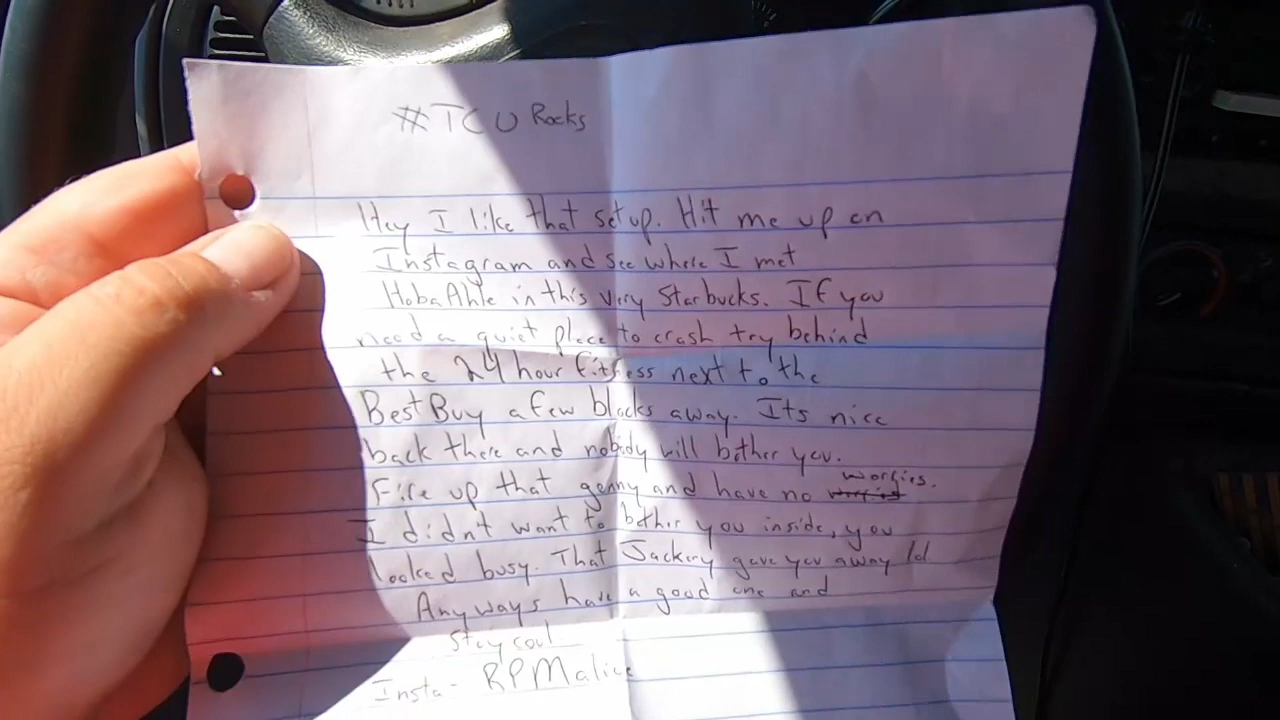 #TCU Rocks
Hey I like that setup. Hit me up on
Instagram and see where I met
HobaAhle in this very Starbucks. If you
need a quiet place to crash try behind
the 24 hour fitness next to the
Best Buy a few blocks away. Its nice
back there and nobody will bother you.
Fire up that genny and have no worries.
I didn't want to bother you inside, you
looked busy. That Jackery gave you away lol
Anyways have a good one and
Stay cool
Insta- RPMalice